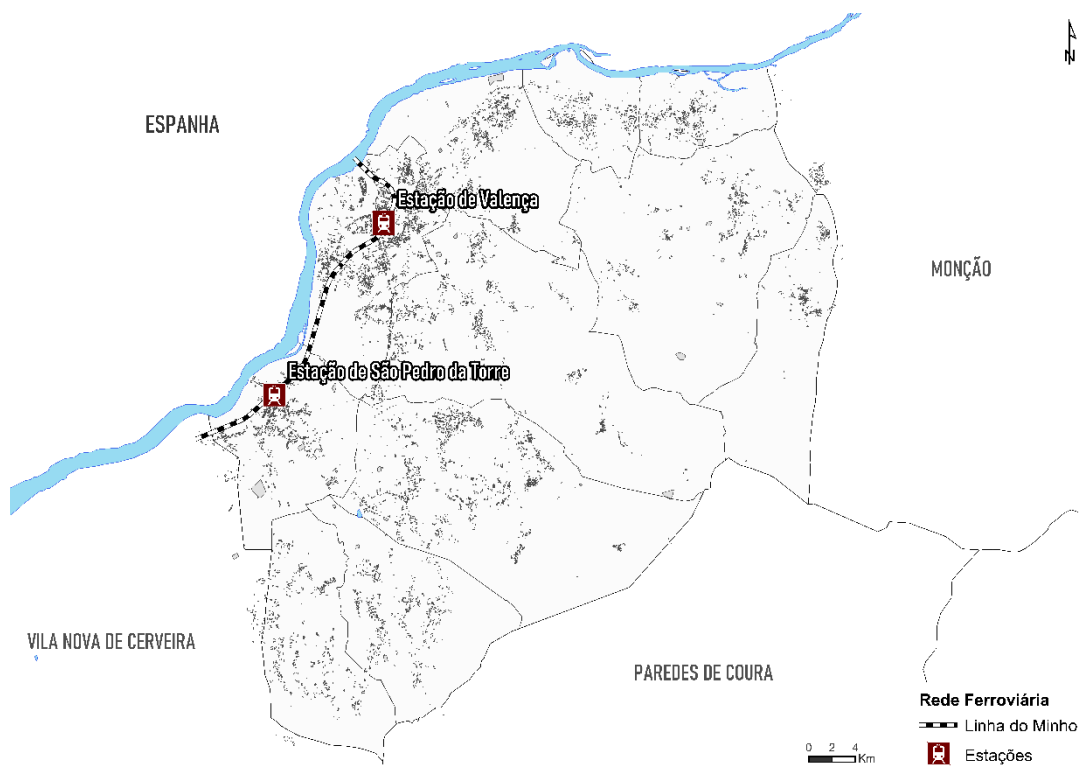 N
ESPANHA
Estação de Valença
MONÇÃO
Estação de São Pedro da Torre
VILA NOVA DE CERVEIRA
PAREDES DE COURA
Rede Ferroviária
Linha do Minho
Estações
0 2 4
Km